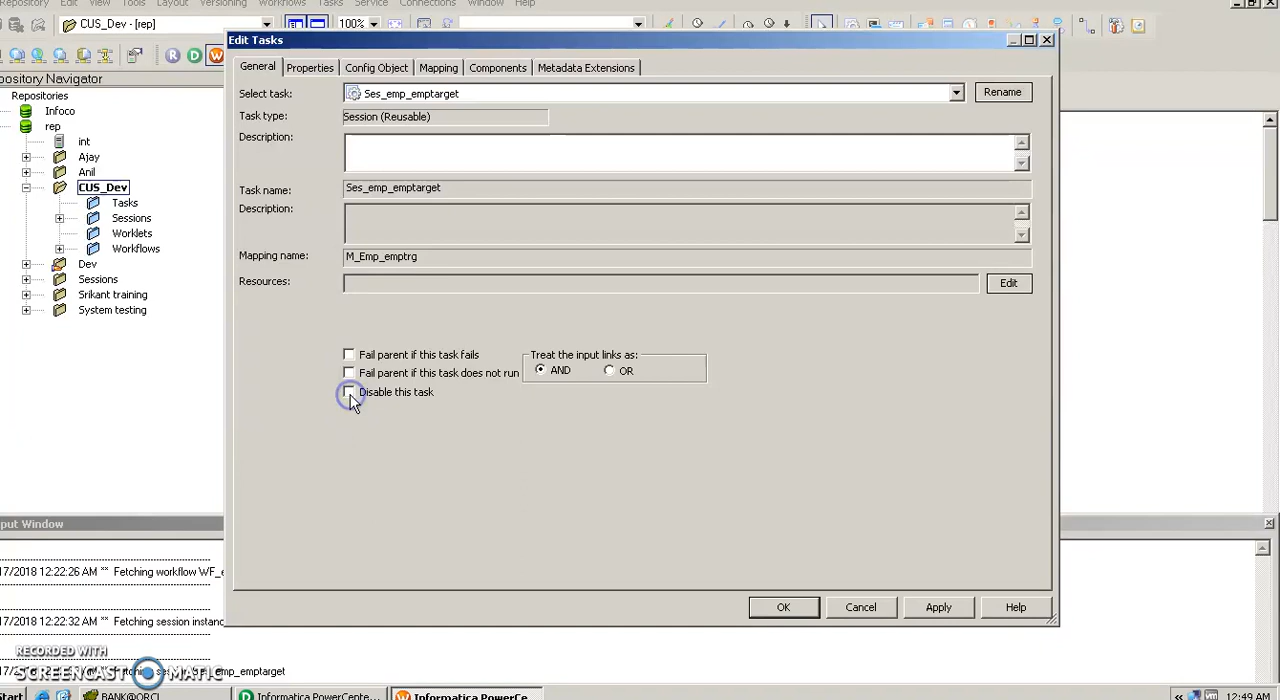 Repository Edit View Tools Layout Versioning Workflows Tasks Service Connections Window Help
CUS_Dev - [rep] 100%
R D W
Edit Tasks
pository Navigator
Repositories
Infoco
rep
int
Ajay
Anil
CUS_Dev
Tasks
Sessions
Worklets
Workflows
Dev
Sessions
Srikant training
System testing
General Properties Config Object Mapping Components Metadata Extensions
Select task: Ses_emp_emptarget Rename
Task type: Session (Reusable)
Description:
Task name: Ses_emp_emptarget
Description:
Mapping name: M_Emp_emptrg
Resources: Edit
Fail parent if this task fails
Fail parent if this task does not run
Disable this task
Treat the input links as:
AND OR
OK Cancel Apply Help
put Window
17/2018 12:22:26 AM ** Fetching workflow WF_e
17/2018 12:22:32 AM ** Fetching session instanc
RECORDED WITH
SCREENCAST MATIC
_emp_emptarget
Start BANK@ORCL Informatica PowerCente... Informatica PowerCe... 12:49 AM